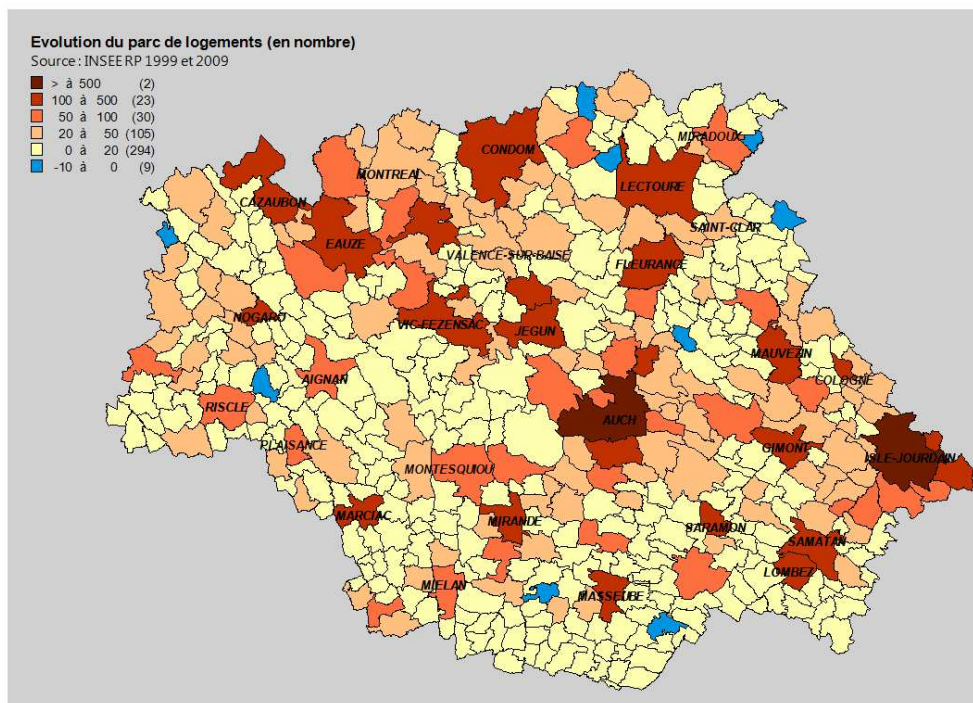 Evolution du parc de logements (en nombre)
Source : INSEE RP 1999 et 2009
> à 500 (2)
100 à 500 (23)
50 à 100 (30)
20 à 50 (105)
0 à 20 (294)
-10 à 0 (9)
MIRADOUX
CONDOM
MONTREAL
LECTOURE
CAZAUBON
SAINT-CLAR
EAUZE
VALENCE-SUR-BAISE
FLEURANCE
NOGARO
VIC-FEZENSAC
JEGUN
MAUVEZIN
AIGNAN
COLOGNE
RISCLE
AUCH
PLAISANCE
GIMONT
ISLE-JOURDAIN
MONTESQUIOU
MARCIAC
MIRANDE
SARAMON
SAMATAN
LOMBEZ
MIELAN
MASSEUBE